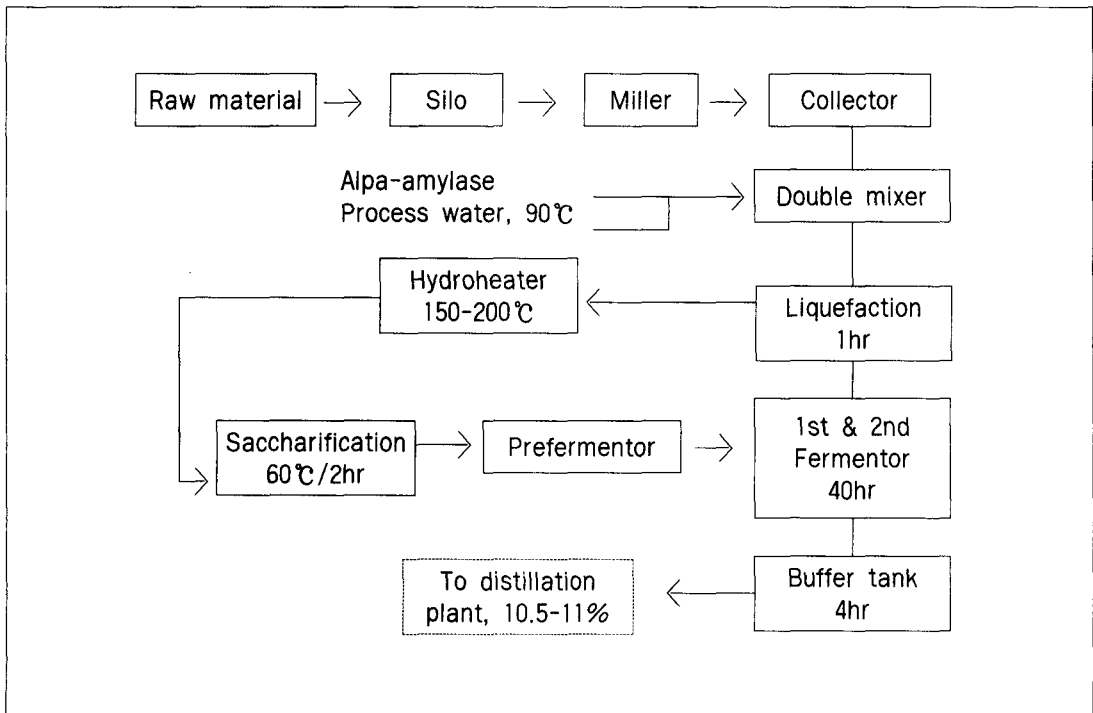 Raw material
Silo
Miller
Collector
Alpa-amylase
Process water, 90℃
Double mixer
Hydroheater
150-200℃
Liquefaction
1hr
Saccharification
60℃/2hr
Prefermentor
1st & 2nd
Fermentor
40hr
To distillation
plant, 10.5-11%
Buffer tank
4hr